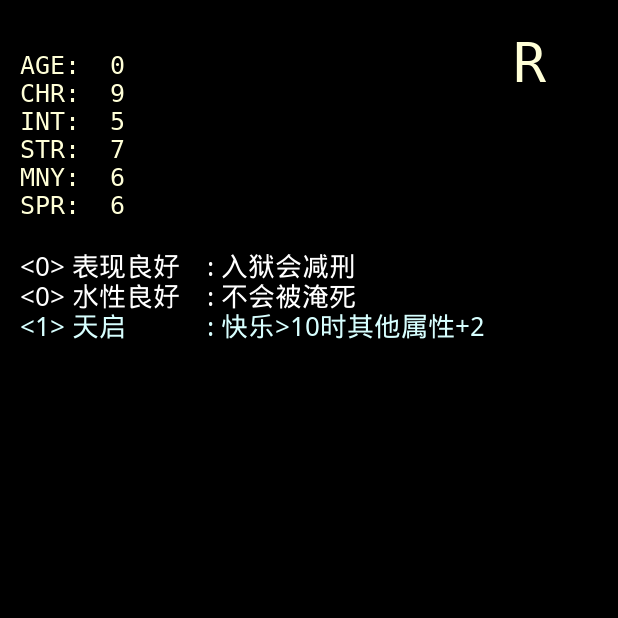 R
AGE: 0
CHR: 9
INT: 5
STR: 7
MNY: 6
SPR: 6
<0> 表现良好 : 入狱会减刑
<0> 水性良好 : 不会被淹死
<1> 天启 : 快乐>10时其他属性+2